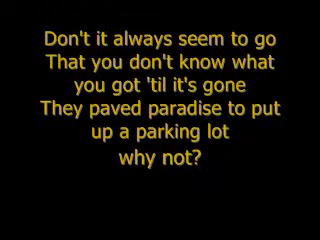 Don't it always seem to go
That you don't know what
you got 'til it's gone
They paved paradise to put
up a parking lot
why not?